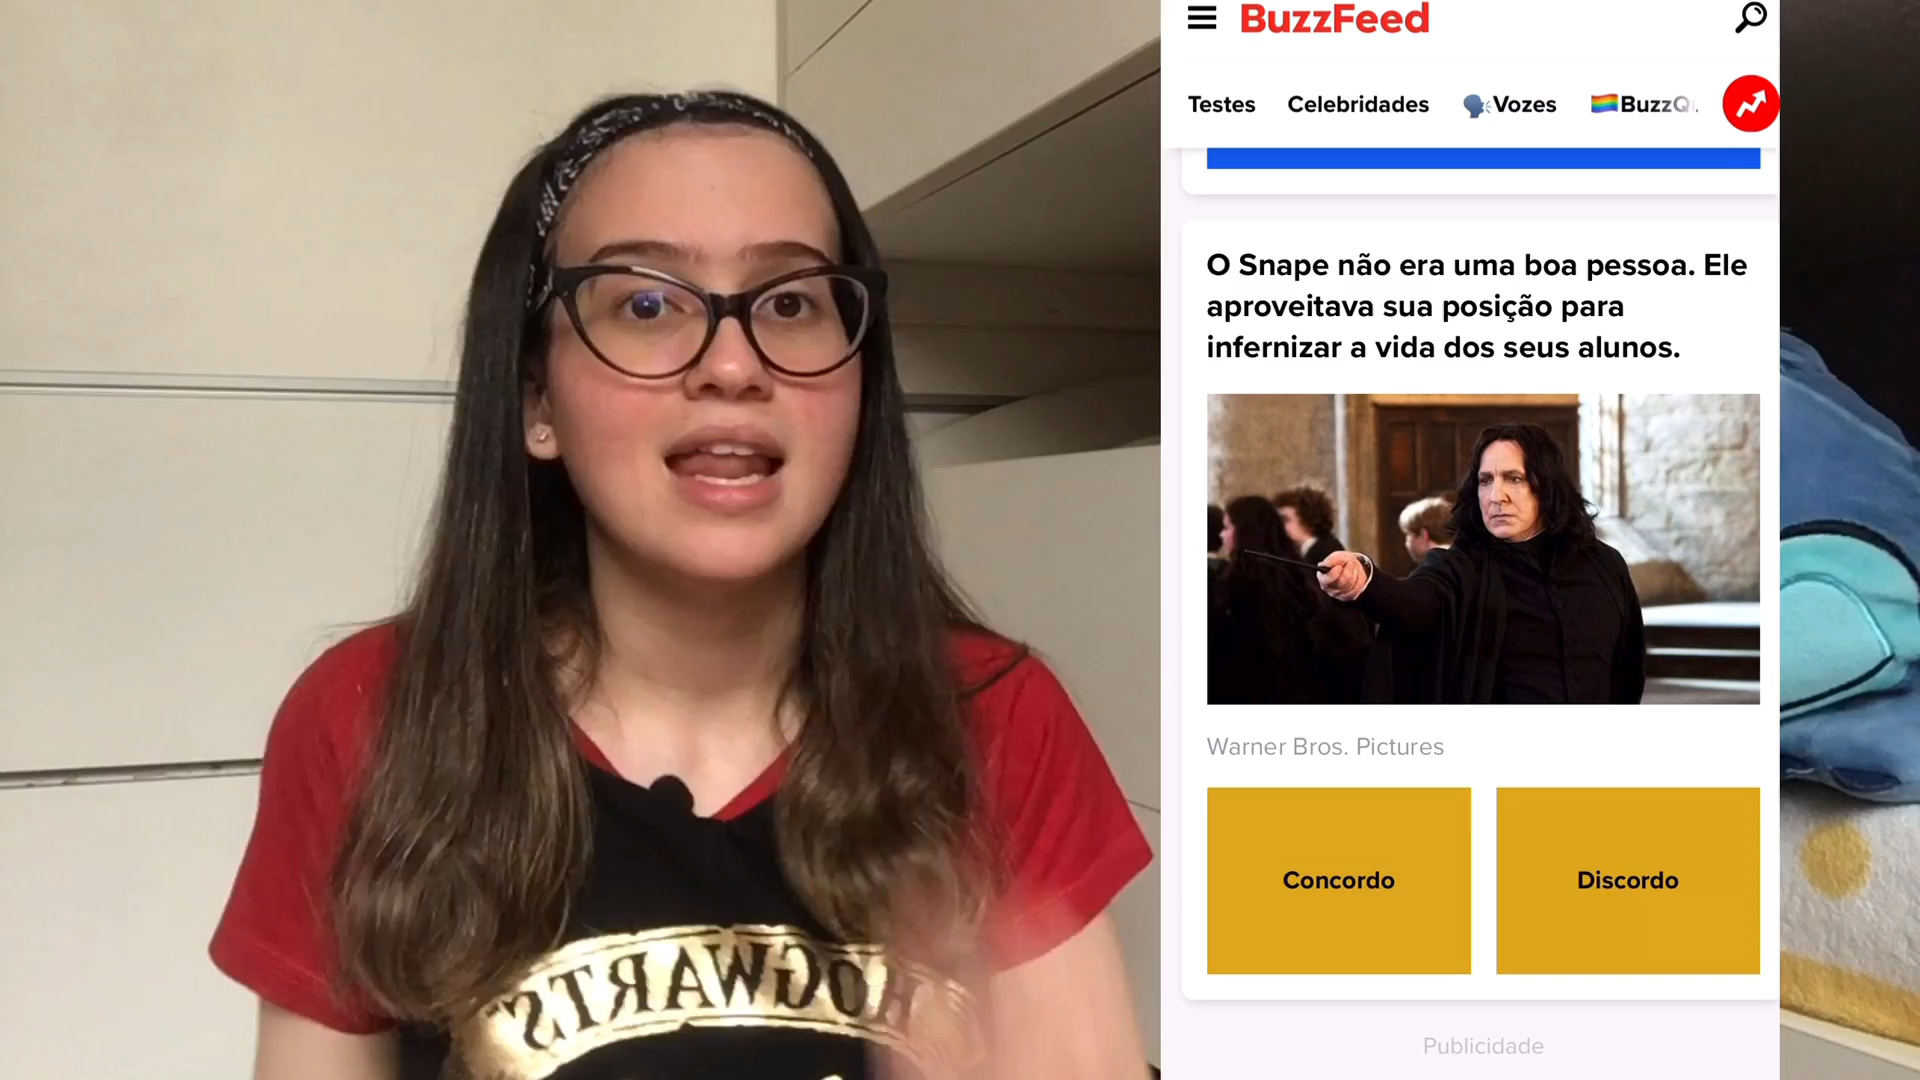 BuzzFeed
Testes Celebridades Vozes
O Snape não era uma boa pessoa. Ele
aproveitava sua posição para
infernizar a vida dos seus alunos.
Warner Bros. Pictures
Concordo Discordo
Publicidade
HOGWARTS